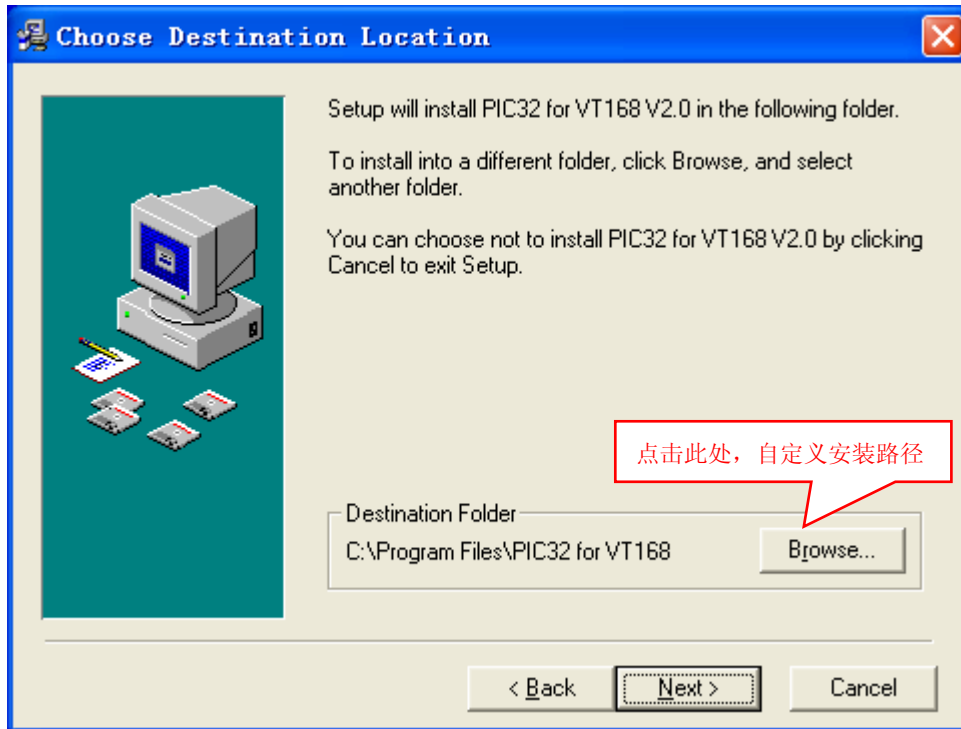 Choose Destination Location
Setup will install PIC32 for VT168 V2.0 in the following folder.
To install into a different folder, click Browse, and select
another folder.
You can choose not to install PIC32 for VT168 V2.0 by clicking
Cancel to exit Setup.
点击此处，自定义安装路径
Destination Folder
C:\Program Files\PIC32 for VT168
Browse...
< Back
Next >
Cancel